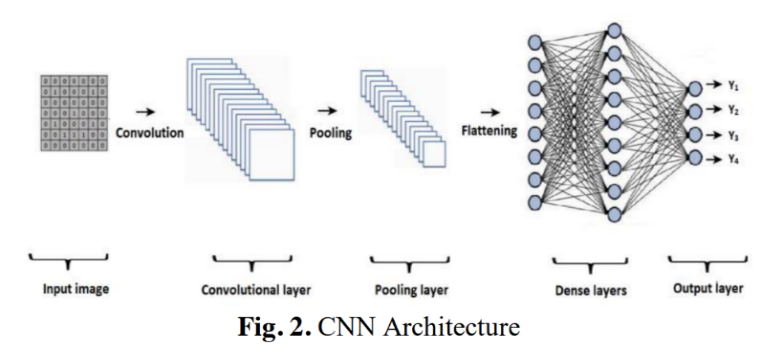 Convolution
Pooling
Flattening
Y1
Y2
Y3
Y4
Input image
Convolutional layer
Pooling layer
Dense layers
Output layer
Fig. 2. CNN Architecture